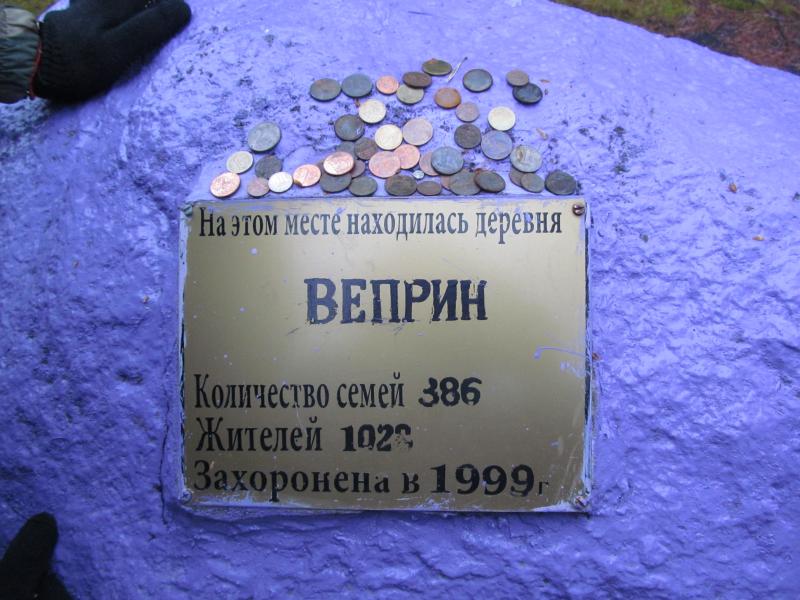 На этом месте находилась деревня
ВЕПРИН
Количество семей 386
Жителей
Захоронена в 1999г